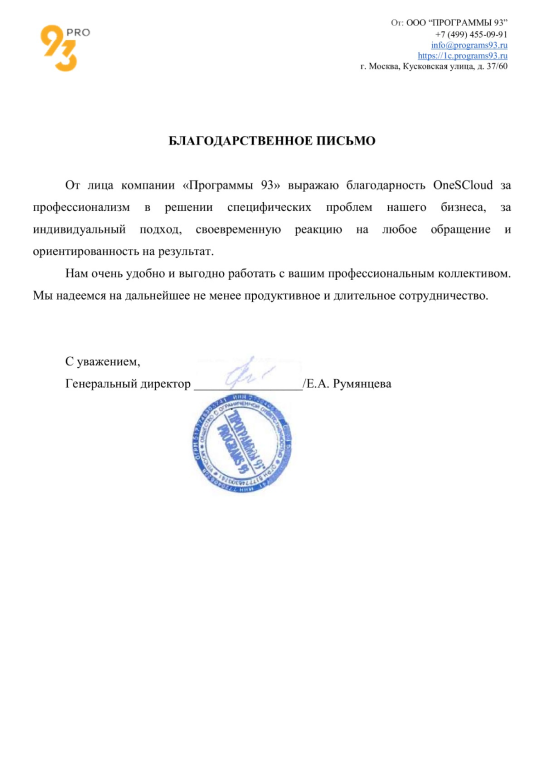 93 PRO
От: ООО “ПРОГРАММЫ 93”
+7 (499) 455-09-91
info@programs93.ru
https://1c.programs93.ru
г. Москва, Кусковская улица, д. 37/60
БЛАГОДАРСТВЕННОЕ ПИСЬМО
От лица компании «Программы 93» выражаю благодарность OneSCloud за
профессионализм в решении специфических проблем нашего бизнеса, за
индивидуальный подход, своевременную реакцию на любое обращение и
ориентированность на результат.
Нам очень удобно и выгодно работать с вашим профессиональным коллективом.
Мы надеемся на дальнейшее не менее продуктивное и длительное сотрудничество.
С уважением,
Генеральный директор __________________/Е.А. Румянцева
"ПРОГРАММЫ 93"
PROGRAMS 93